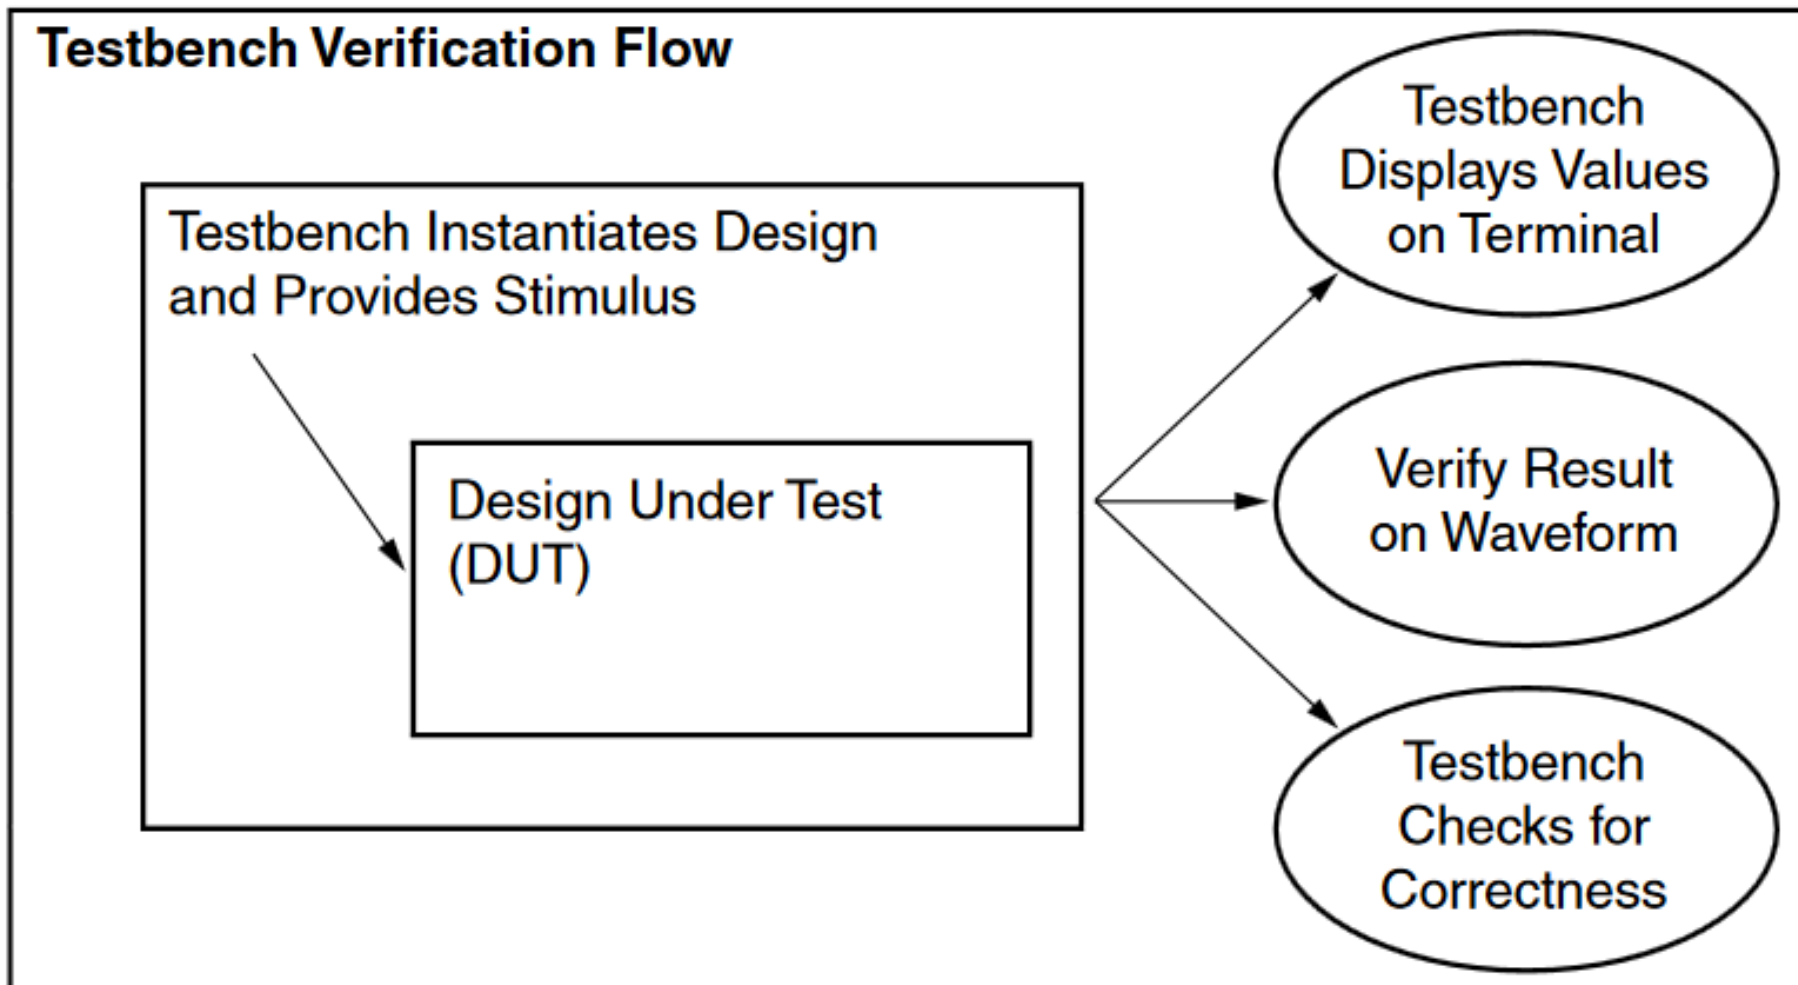 Testbench Verification Flow
Testbench Instantiates Design
and Provides Stimulus
Design Under Test
(DUT)
Testbench
Displays Values
on Terminal
Verify Result
on Waveform
Testbench
Checks for
Correctness